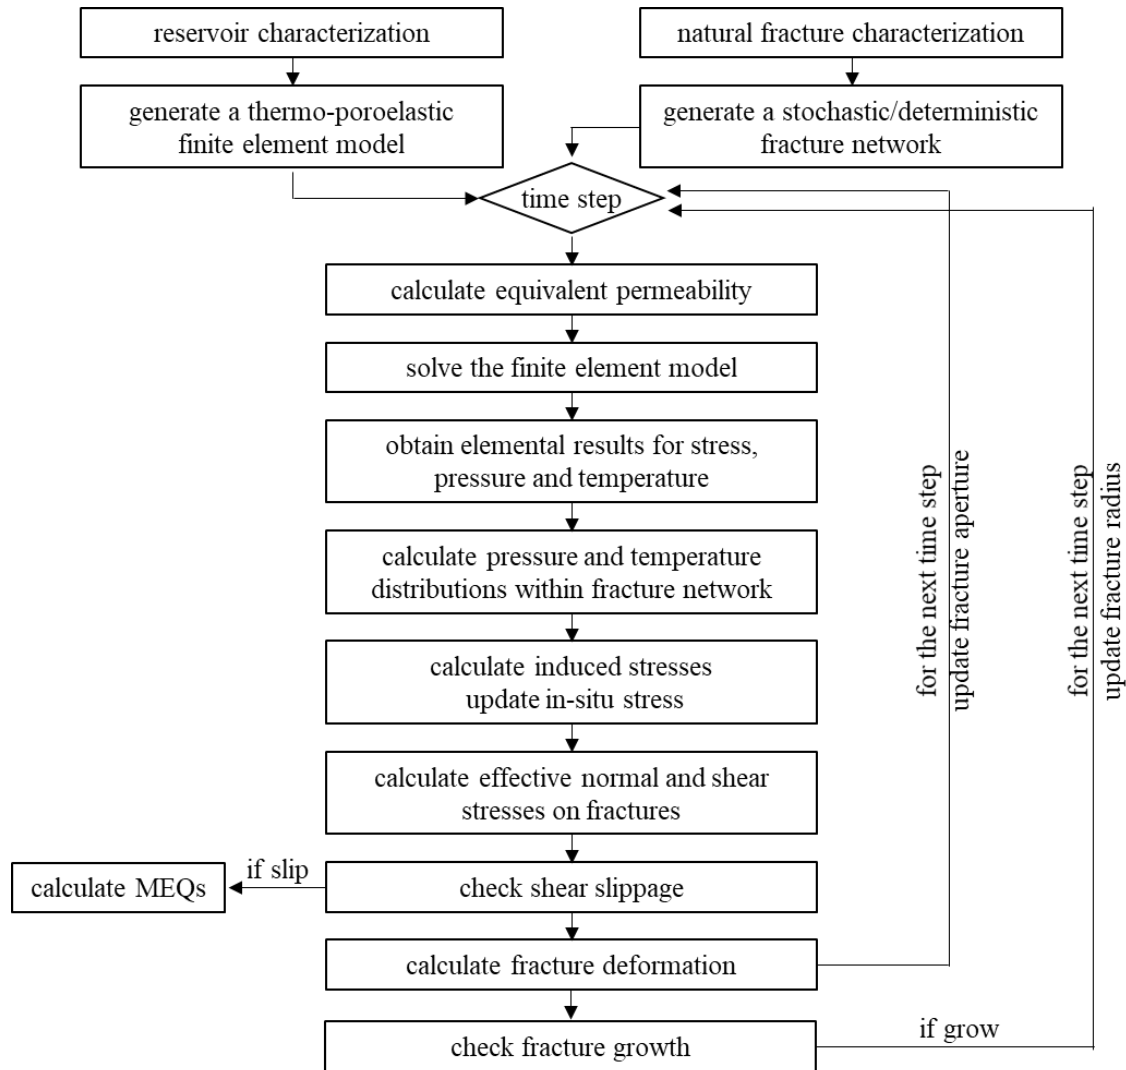 reservoir characterization
natural fracture characterization
generate a thermo-poroelastic
finite element model
generate a stochastic/deterministic
fracture network
time step
calculate equivalent permeability
solve the finite element model
obtain elemental results for stress,
pressure and temperature
calculate pressure and temperature
distributions within fracture network
calculate induced stresses
update in-situ stress
calculate effective normal and shear
stresses on fractures
if slip
calculate MEQs
check shear slippage
calculate fracture deformation
check fracture growth
if grow
for the next time step
update fracture aperture
for the next time step
update fracture radius